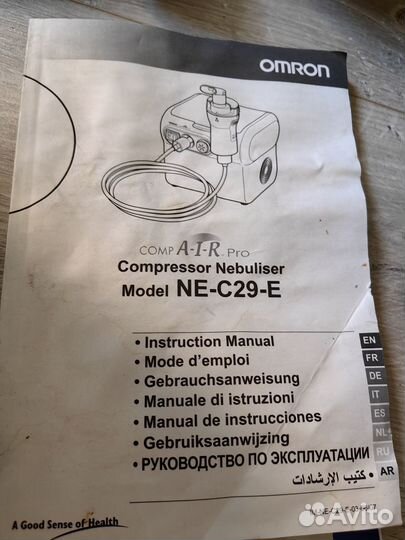 OMRON
COMP A-I-R Pro
Compressor Nebuliser
Model NE-C29-E
• Instruction Manual
• Mode d'emploi
• Gebrauchsanweisung
• Manuale di istruzioni
• Manual de instrucciones
• Gebruiksaanwijzing
• РУКОВОДСТВО ПО ЭКСПЛУАТАЦИИ
• كتيب الإرشادات
EN
FR
DE
IT
ES
NL
RU
AR
A Good Sense of Health
Avito